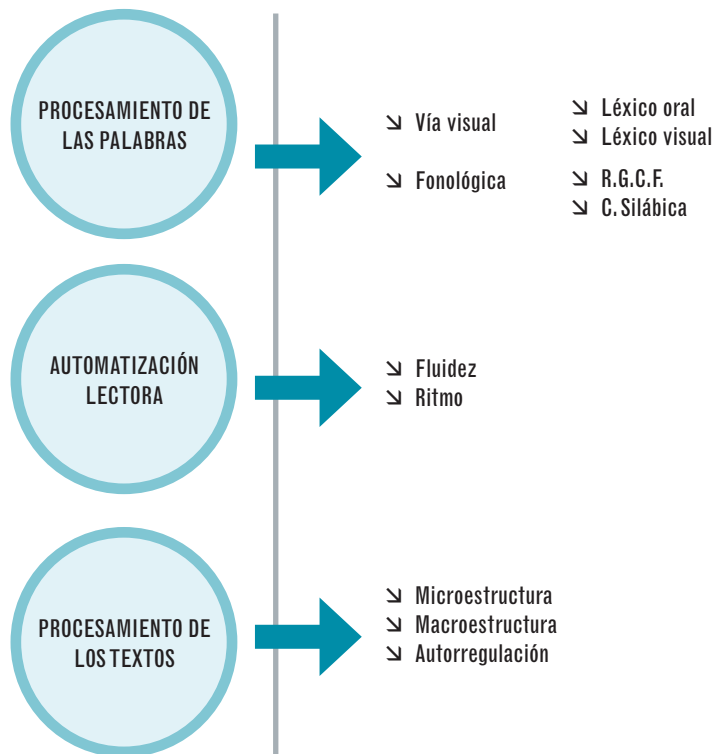 PROCESAMIENTO DE
LAS PALABRAS
↘ Vía visual
↘ Léxico oral
↘ Léxico visual
↘ Fonológica
↘ R.G.C.F.
↘ C. Silábica
AUTOMATIZACIÓN
LECTORA
↘ Fluidez
↘ Ritmo
PROCESAMIENTO DE
LOS TEXTOS
↘ Microestructura
↘ Macroestructura
↘ Autorregulación